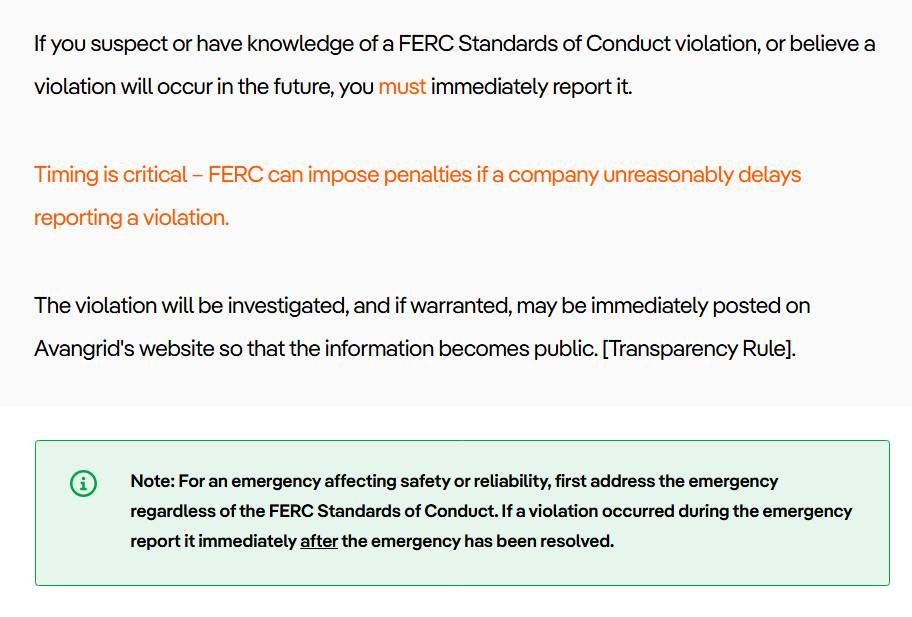 If you suspect or have knowledge of a FERC Standards of Conduct violation, or believe a
violation will occur in the future, you must immediately report it.
Timing is critical – FERC can impose penalties if a company unreasonably delays
reporting a violation.
The violation will be investigated, and if warranted, may be immediately posted on
Avangrid's website so that the information becomes public. [Transparency Rule].
Note: For an emergency affecting safety or reliability, first address the emergency
regardless of the FERC Standards of Conduct. If a violation occurred during the emergency
report it immediately after the emergency has been resolved.